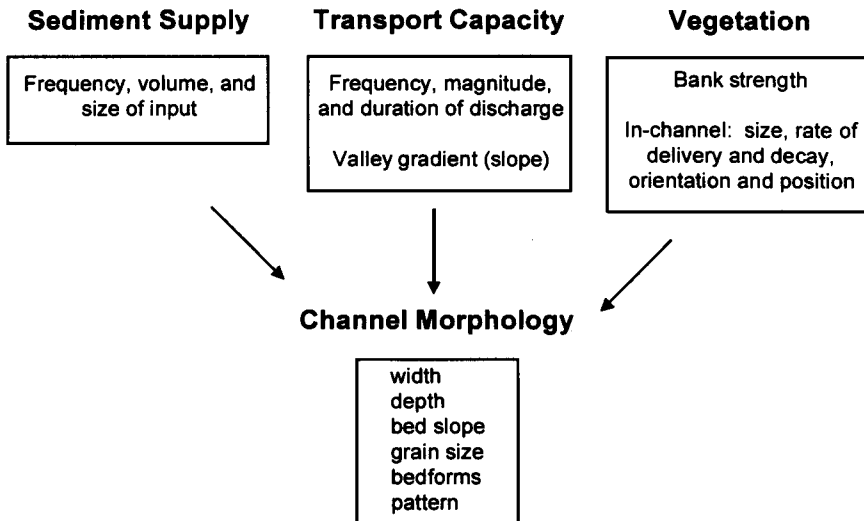 Sediment Supply
Frequency, volume, and
size of input
Transport Capacity
Frequency, magnitude,
and duration of discharge
Valley gradient (slope)
Vegetation
Bank strength
In-channel: size, rate of
delivery and decay,
orientation and position
Channel Morphology
width
depth
bed slope
grain size
bedforms
pattern